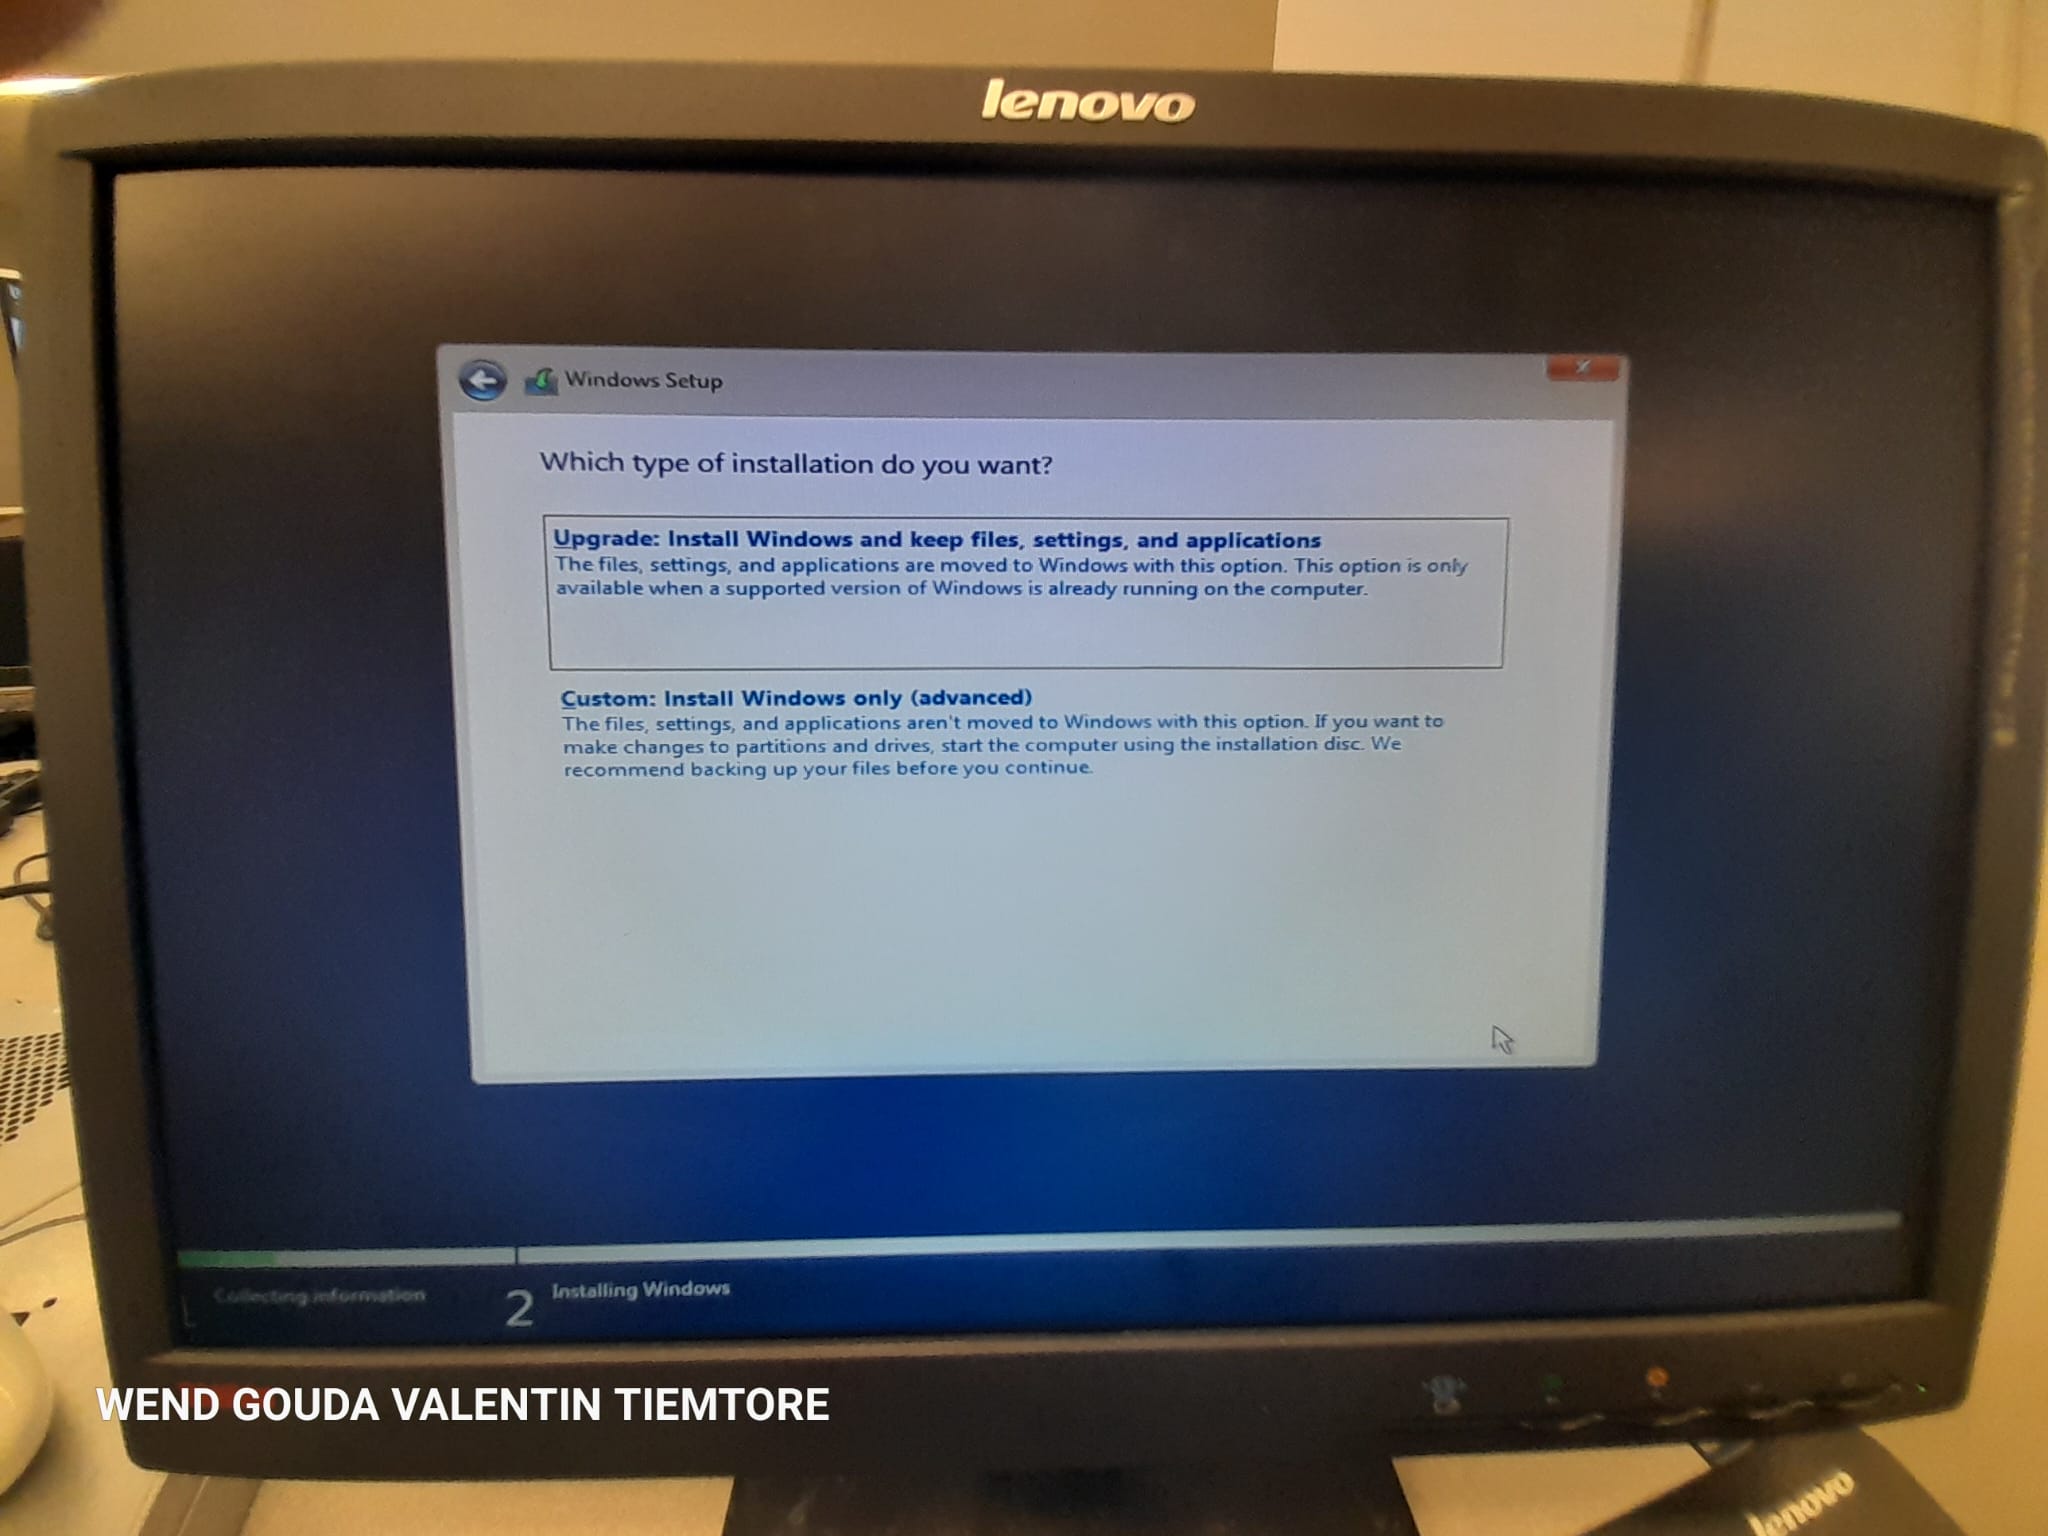 lenovo
Windows Setup
Which type of installation do you want?
Upgrade: Install Windows and keep files, settings, and applications
The files, settings, and applications are moved to Windows with this option. This option is only
available when a supported version of Windows is already running on the computer.
Custom: Install Windows only (advanced)
The files, settings, and applications aren't moved to Windows with this option. If you want to
make changes to partitions and drives, start the computer using the installation disc. We
recommend backing up your files before you continue.
1 Collecting information
2 Installing Windows
WEND GOUDA VALENTIN TIEMTORE
lenovo